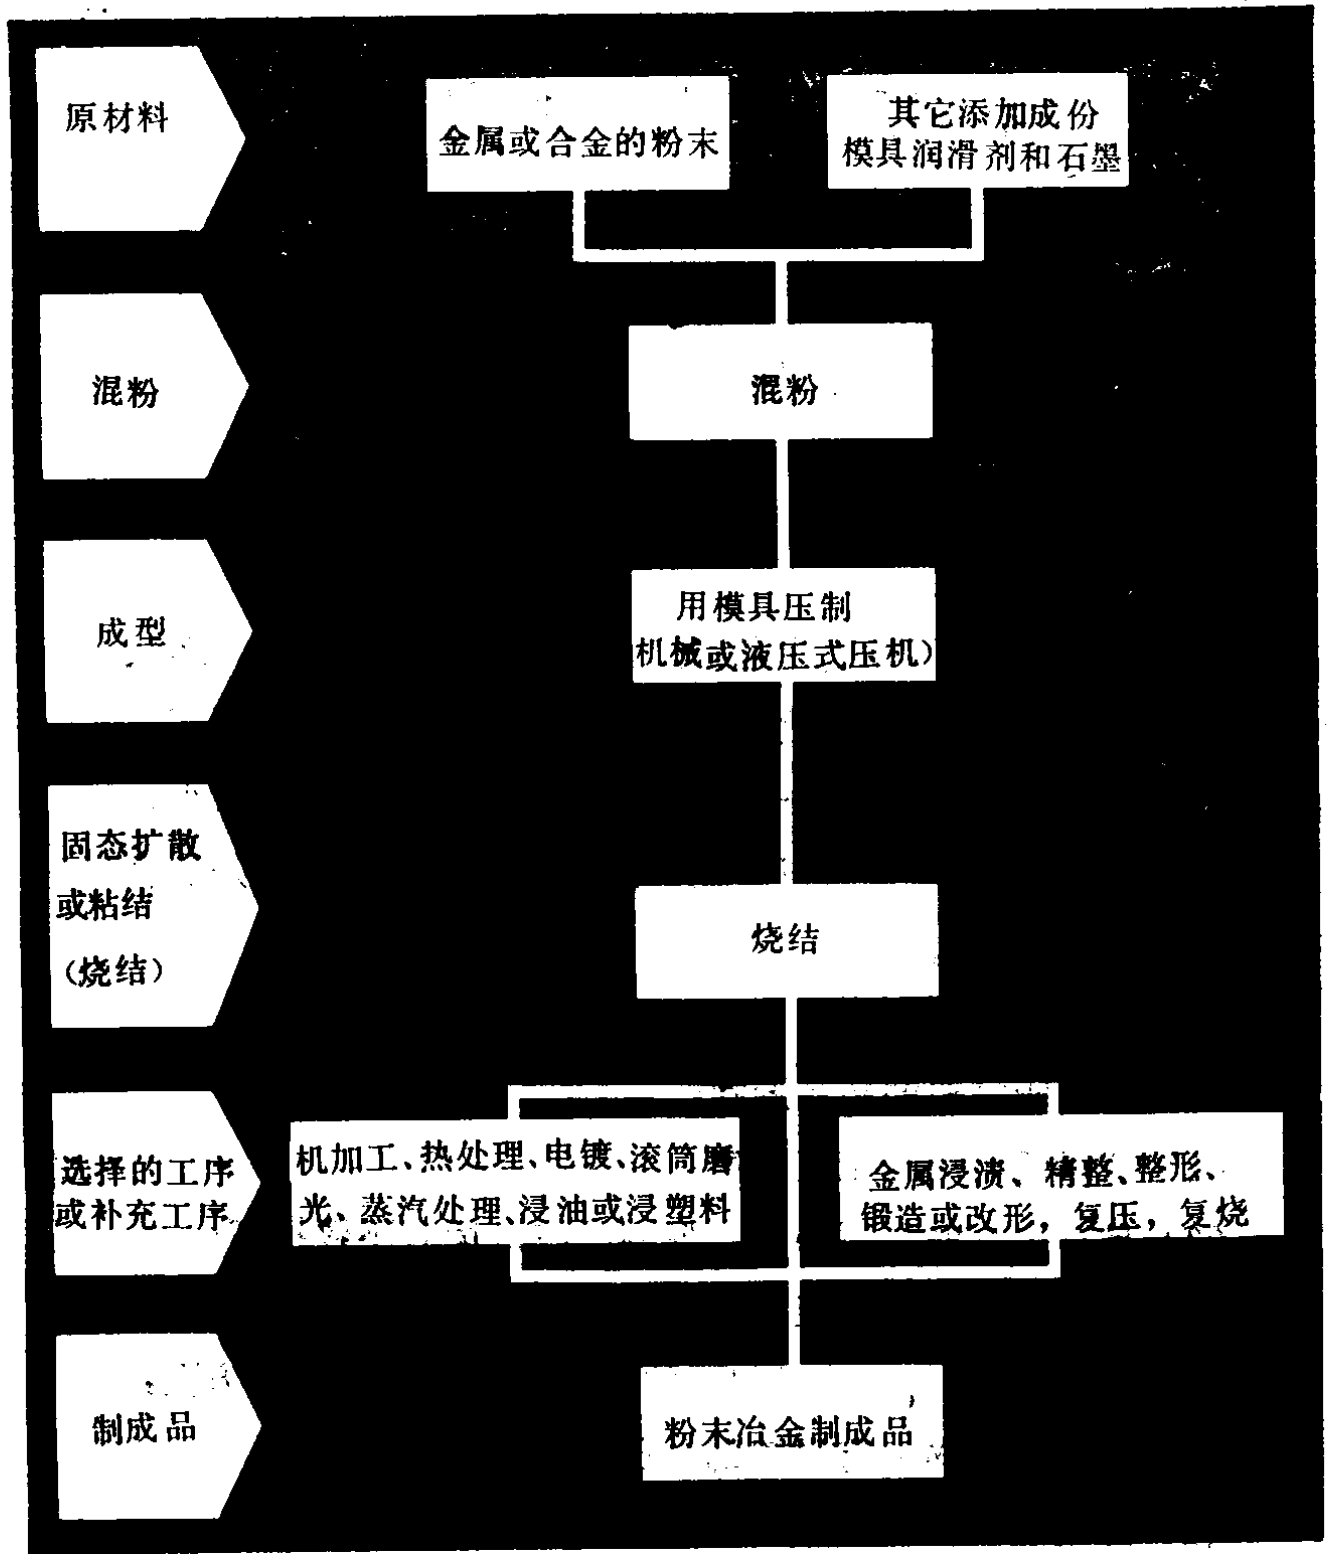 原材料
金属或合金的粉末
其它添加成份
模具润滑剂和石墨
混粉
混粉
成型
用模具压制
(机械或液压式压机)
固态扩散
或粘结
(烧结)
烧结
选择的工序
或补充工序
机加工、热处理、电镀、滚筒磨
光、蒸汽处理、浸油或浸塑料
金属浸渍、精整、整形、
锻造或改形，复压，复烧
制成品
粉末冶金制成品